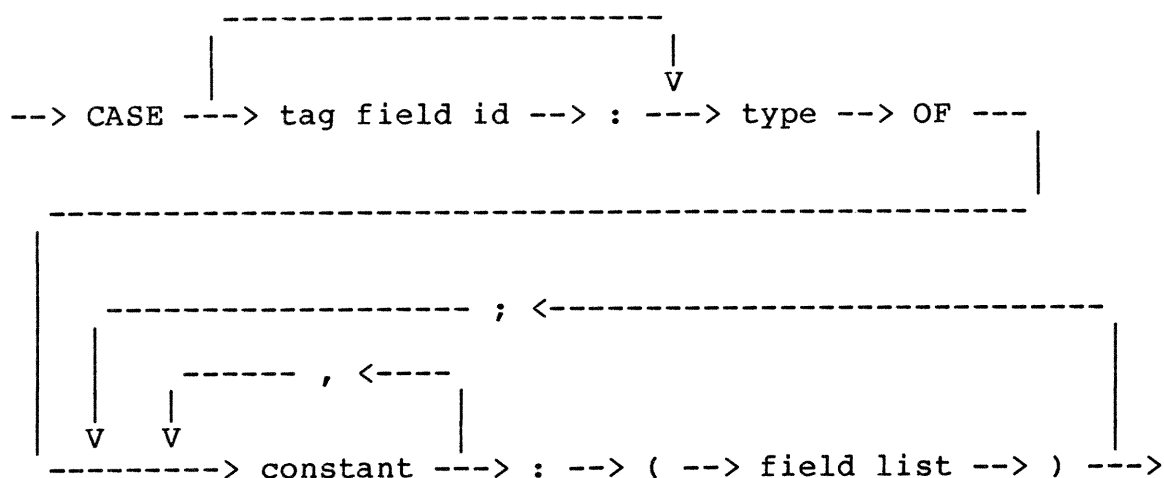 --> CASE ---> tag field id --> : ---> type --> OF ---
;
,
---------> constant ---> : --> ( --> field list --> ) --->